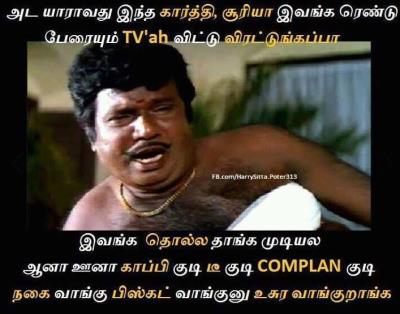 அட யாராவது இந்த கார்த்தி, சூரியா இவங்க ரெண்டு
பேரையும் TV'ah விட்டு விரட்டுங்கப்பா
FB.com/HarrySitta.Poter313
இவங்க தொல்ல தாங்க முடியல
ஆனா ஊனா காப்பி குடி டீ குடி COMPLAN குடி
நகை வாங்கு பிஸ்கட் வாங்குனு உசுர வாங்குறாங்க